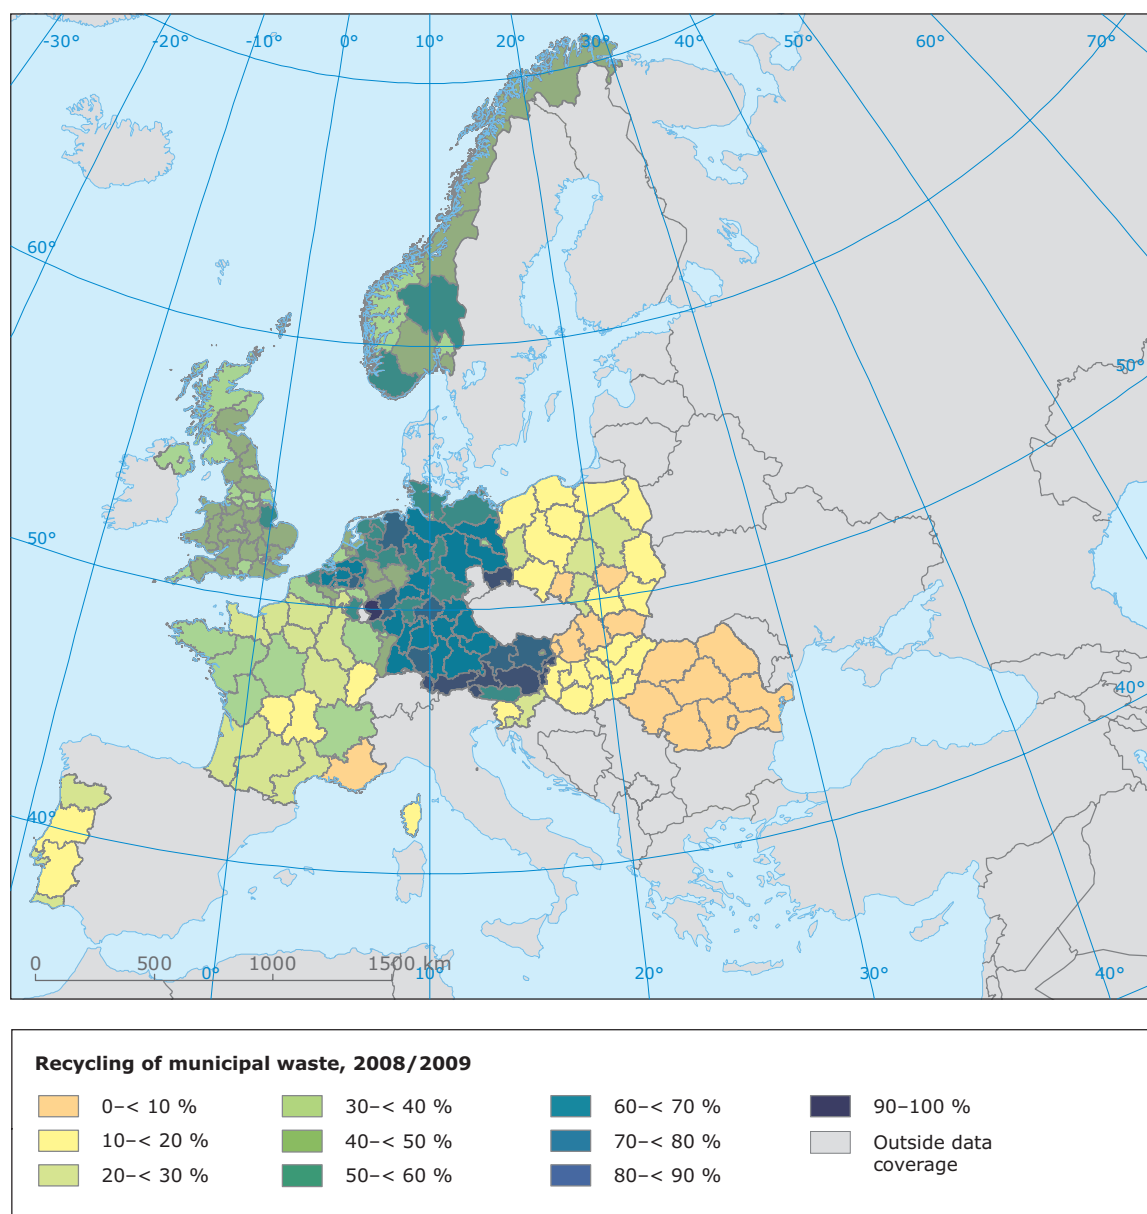 -30°
-20°
-10°
0°
10°
20°
30°
40°
50°
60°
70°
60°
50°
50°
40°
40°
0
500
1000
1500 km
0°
10°
20°
30°
40°
Recycling of municipal waste, 2008/2009
0–< 10 %
10–< 20 %
20–< 30 %
30–< 40 %
40–< 50 %
50–< 60 %
60–< 70 %
70–< 80 %
80–< 90 %
90–100 %
Outside data
coverage